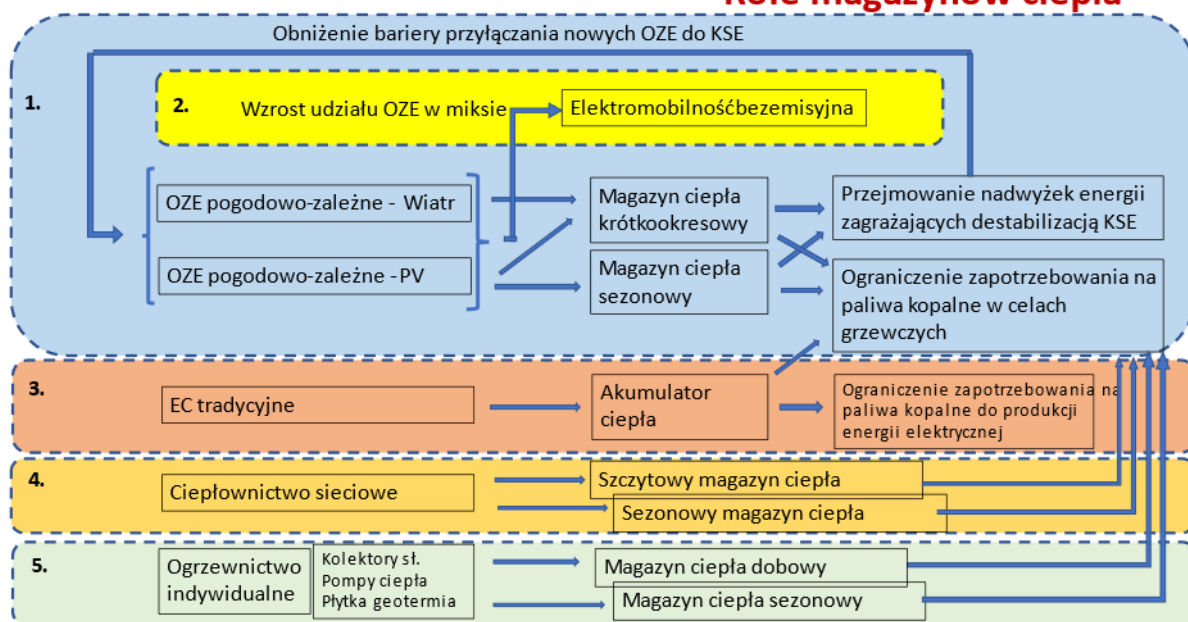 Role magazynów ciepła
Obniżenie bariery przyłączania nowych OZE do KSE
1.
2.
Wzrost udziału OZE w miksie
Elektromobilnośćbezemisyjna
OZE pogodowo-zależne - Wiatr
Magazyn ciepła
krótkookresowy
Przejmowanie nadwyżek energii
zagrażających destabilizacją KSE
OZE pogodowo-zależne -PV
Magazyn ciepła
sezonowy
Ograniczenie zapotrzebowania na
paliwa kopalne w celach
grzewczych
3.
EC tradycyjne
Akumulator
ciepła
Ograniczenie zapotrzebowania na
paliwa kopalne do produkcji
energii elektrycznej
4.
Ciepłownictwo sieciowe
Szczytowy magazyn ciepła
Sezonowy magazyn ciepła
5.
Ogrzewnictwo
indywidualne
Kolektory sł.
Pompy ciepła
Płytka geotermia
Magazyn ciepła dobowy
Magazyn ciepła sezonowy